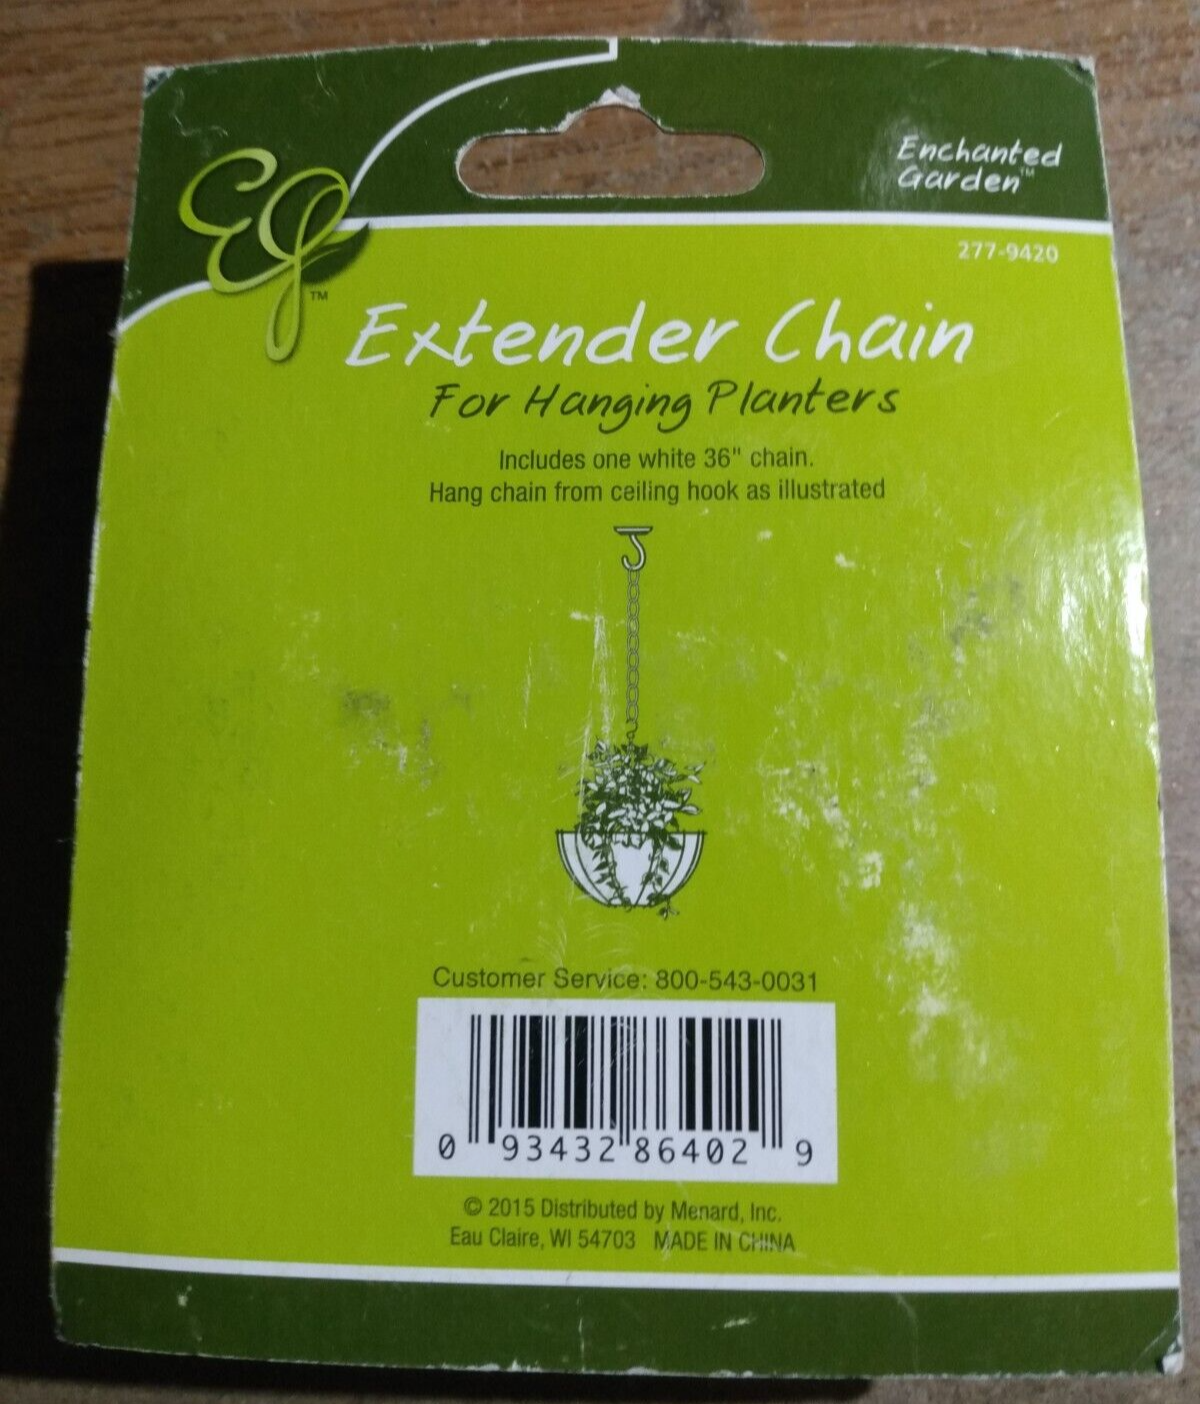 Enchanted
Garden™
277-9420
Eg™
Extender Chain
For Hanging Planters
Includes one white 36" chain.
Hang chain from ceiling hook as illustrated
Customer Service: 800-543-0031
0 93432 86402 9
© 2015 Distributed by Menard, Inc.
Eau Claire, WI 54703 MADE IN CHINA